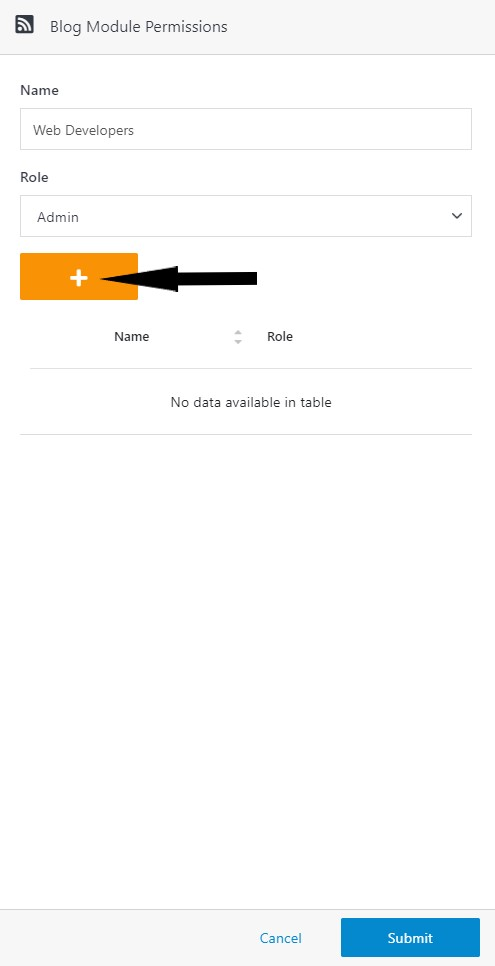 Blog Module Permissions
Name
Web Developers
Role
Admin
+
Name Role
No data available in table
Cancel Submit